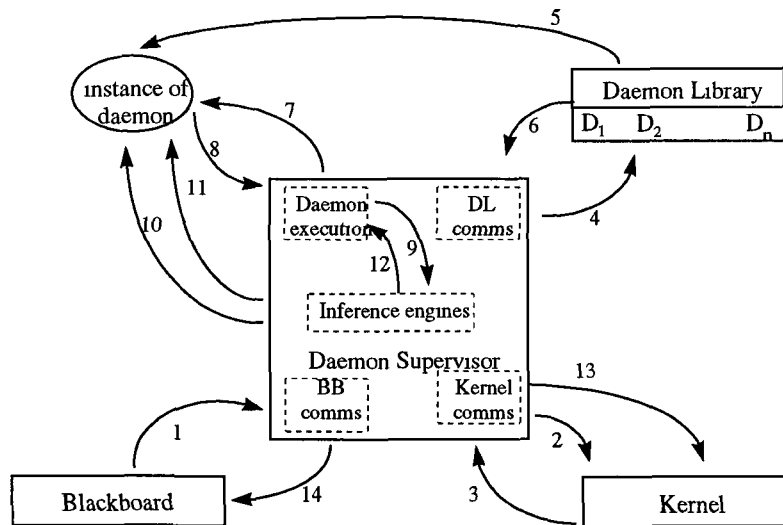 5
instance of
daemon
Daemon Library
D1 D2 Dn
7
6
8
11
10
4
Daemon
execution
DL
comms
9
12
Inference engines
Daemon Supervisor
13
BB
comms
Kernel
comms
1
2
14
3
Blackboard
Kernel